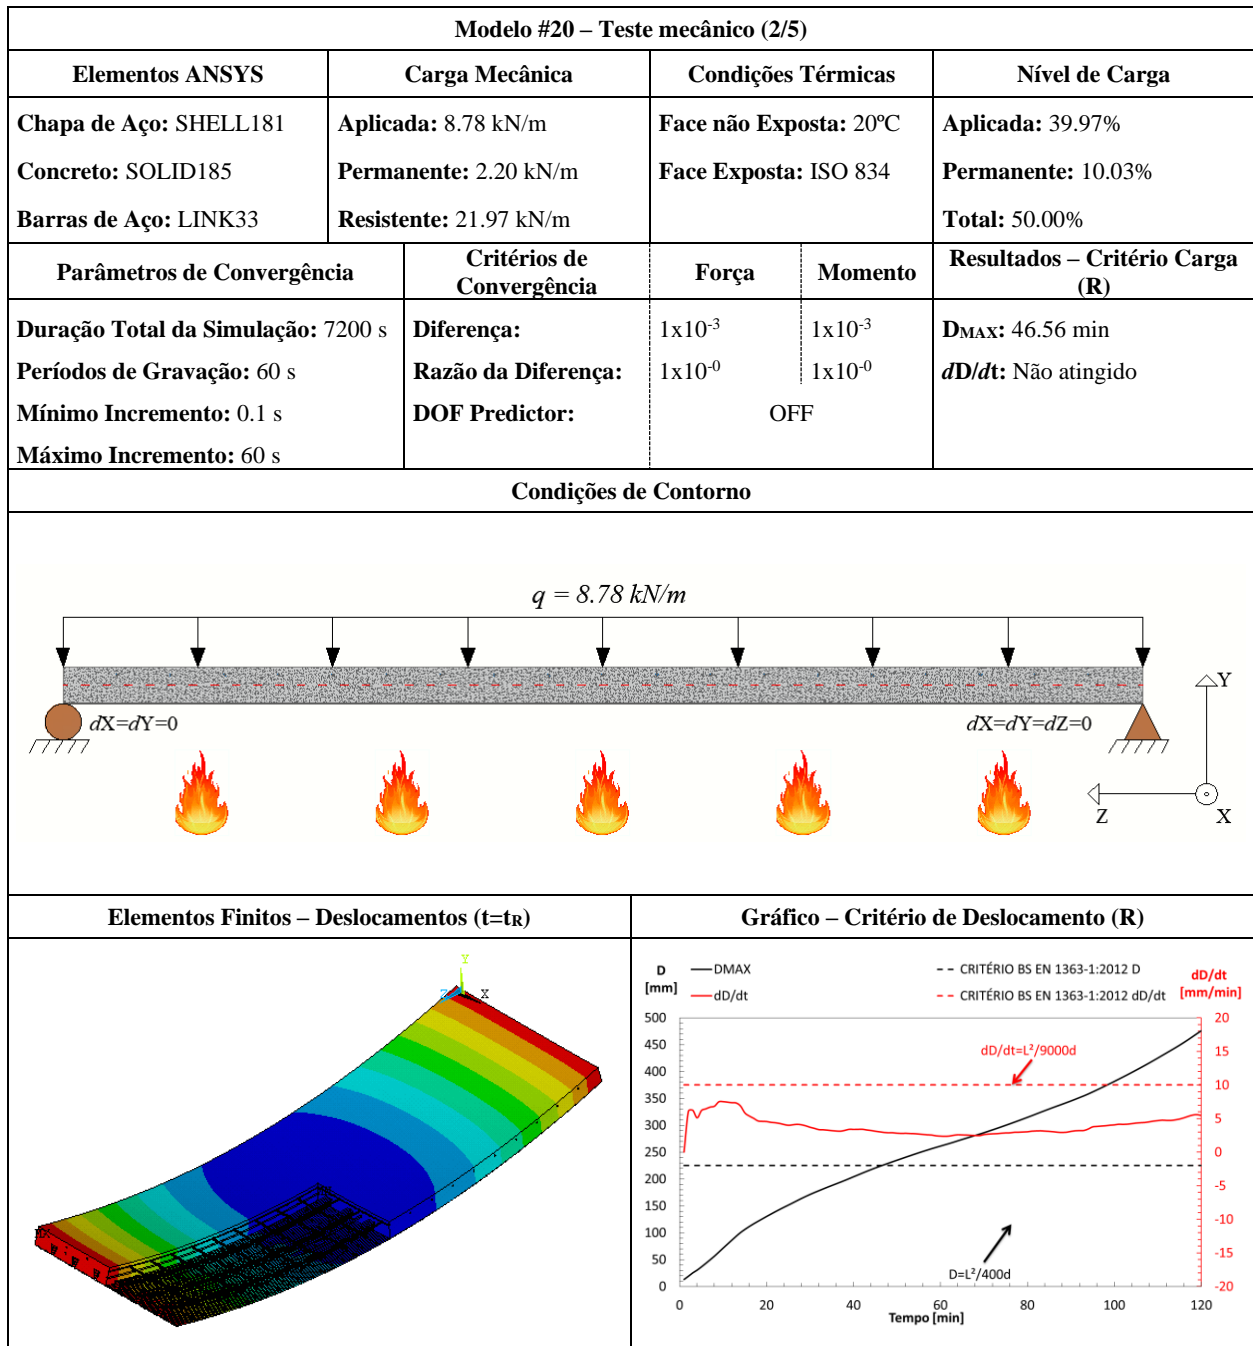 Modelo #20 – Teste mecânico (2/5)
Elementos ANSYS
Carga Mecânica
Condições Térmicas
Nível de Carga
Chapa de Aço: SHELL181
Concreto: SOLID185
Barras de Aço: LINK33
Aplicada: 8.78 kN/m
Permanente: 2.20 kN/m
Resistente: 21.97 kN/m
Face não Exposta: 20ºC
Face Exposta: ISO 834
Aplicada: 39.97%
Permanente: 10.03%
Total: 50.00%
Parâmetros de Convergência
Critérios de
Convergência
Força
Momento
Resultados – Critério Carga
(R)
Duração Total da Simulação: 7200 s
Períodos de Gravação: 60 s
Mínimo Incremento: 0.1 s
Máximo Incremento: 60 s
Diferença:
1x10-3
1x10-3
Razão da Diferença:
1x10-0
1x10-0
DOF Predictor:
OFF
DMAX: 46.56 min
dD/dt: Não atingido
Condições de Contorno
q = 8.78 kN/m
dX=dY=0
dX=dY=dZ=0
Y
Z
X
Elementos Finitos – Deslocamentos (t=tR)
Gráfico – Critério de Deslocamento (R)
Y
Z
X
D
[mm]
DMAX
dD/dt
CRITÉRIO BS EN 1363-1:2012 D
CRITÉRIO BS EN 1363-1:2012 dD/dt
dD/dt
[mm/min]
500
450
400
350
300
250
200
150
100
50
0
20
15
10
5
0
-5
-10
-15
-20
dD/dt=L²/9000d
D=L²/400d
0
20
40
60
80
100
120
Tempo [min]